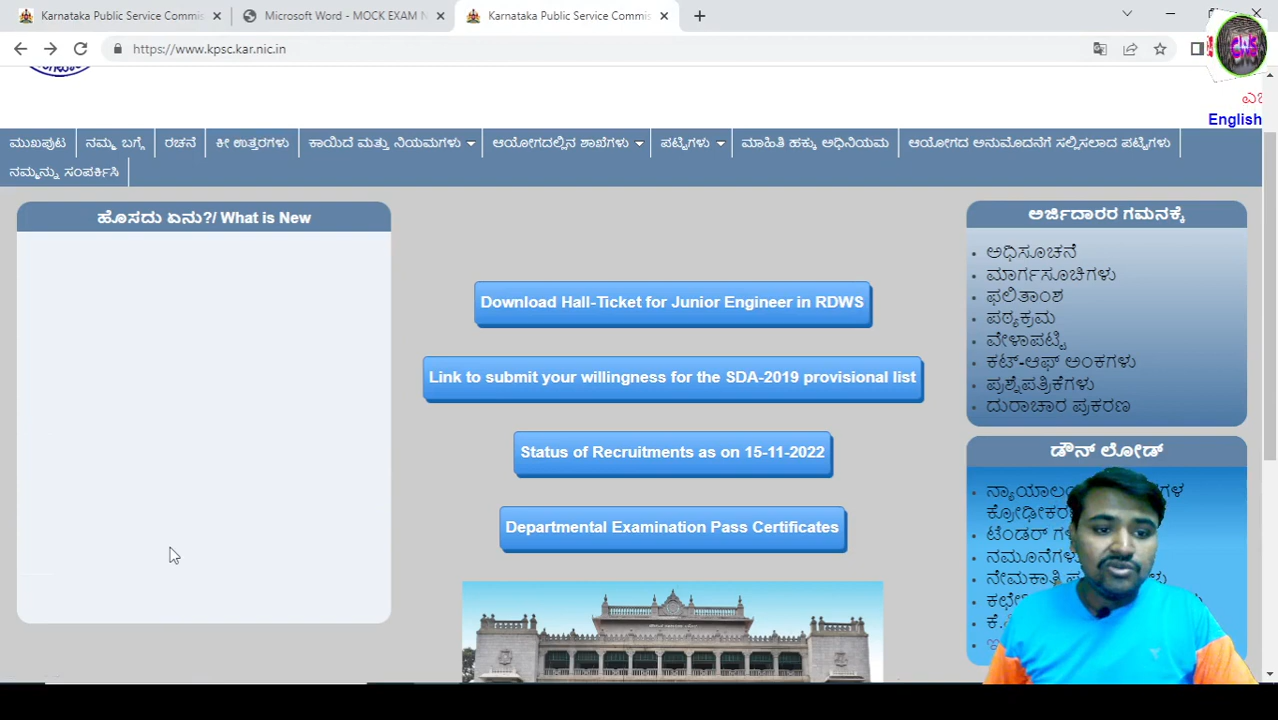 Karnataka Public Service Commis
Microsoft Word - MOCK EXAM N
Karnataka Public Service Commis
https://www.kpsc.kar.nic.in
English
ಮುಖಪುಟ
ನಮ್ಮ ಬಗ್ಗೆ
ರಚನೆ
ಕೀ ಉತ್ತರಗಳು
ಕಾಯಿದೆ ಮತ್ತು ನಿಯಮಗಳು
ಆಯೋಗದಲ್ಲಿನ ಶಾಖೆಗಳು
ಪಟ್ಟಿಗಳು
ಮಾಹಿತಿ ಹಕ್ಕು ಅಧಿನಿಯಮ
ಆಯೋಗದ ಅನುಮೊದನೆಗೆ ಸಲ್ಲಿಸಲಾದ ಪಟ್ಟಿಗಳು
ನಮ್ಮನ್ನು ಸಂಪರ್ಕಿಸಿ
ಹೊಸದು ಏನು?/ What is New
Download Hall-Ticket for Junior Engineer in RDWS
Link to submit your willingness for the SDA-2019 provisional list
Status of Recruitments as on 15-11-2022
Departmental Examination Pass Certificates
ಅರ್ಜಿದಾರರ ಗಮನಕ್ಕೆ
ಅಧಿಸೂಚನೆ
ಮಾರ್ಗಸೂಚಿಗಳು
ಫಲಿತಾಂಶ
ಪಠ್ಯಕ್ರಮ
ವೇಳಾಪಟ್ಟಿ
ಕಟ್-ಆಫ್ ಅಂಕಗಳು
ಪ್ರಶ್ನೆಪತ್ರಿಕೆಗಳು
ದುರಾಚಾರ ಪ್ರಕರಣ
ಡೌನ್ ಲೋಡ್
ಟೆಂಡರ್